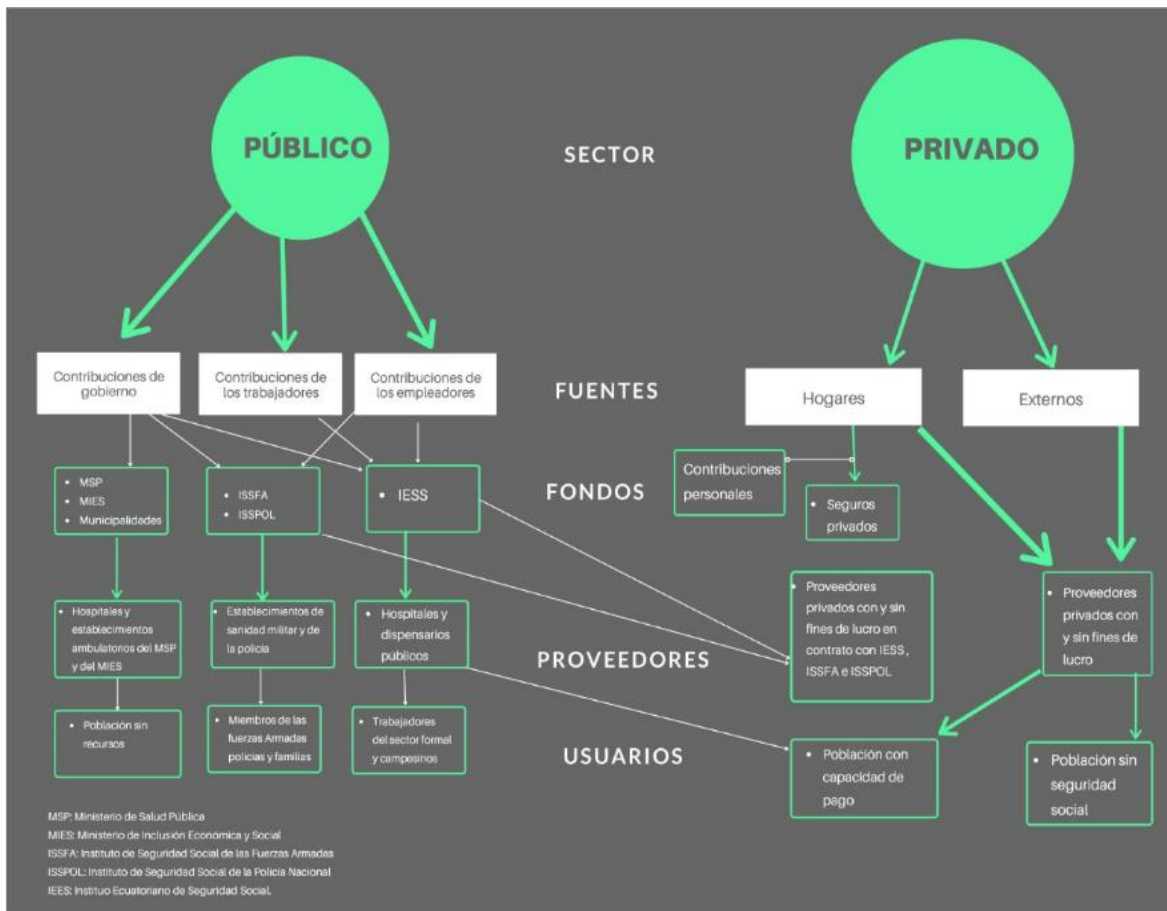 PÚBLICO
SECTOR
PRIVADO
Contribuciones de
gobierno
Contribuciones de
los trabajadores
Contribuciones de
los empleadores
FUENTES
Hogares
Externos
• MSP
• MIES
• Municipalidades
• ISSFA
• ISSPOL
• IESS
FONDOS
Contribuciones
personales
• Seguros
privados
• Hospitales y
establecimientos
ambulatorios del MSP
y del MIES
• Establecimientos de
sanidad militar y de
la policia
• Hospitales y
dispensarios
públicos
PROVEEDORES
• Proveedores
privados con y sin
fines de lucro en
contrato con IESS,
ISSFA e ISSPOL
• Proveedores
privados con
y sin fines de
lucro
• Población sin
recursos
• Miembros de las
fuerzas Armadas
policias y familias
• Trabajadores
del sector formal
y campesinos
USUARIOS
• Población con
capacidad de
pago
• Población sin
seguridad
social
MSP: Ministerio de Salud Pública
MIES: Ministerio de Inclusión Económica y Social
ISSFA: Instituto de Seguridad Social de las Fuerzas Armadas
ISSPOL: Instituto de Seguridad Social de la Policia Nacional
IEES: Instituo Ecuatoriano de Seguridad Social.